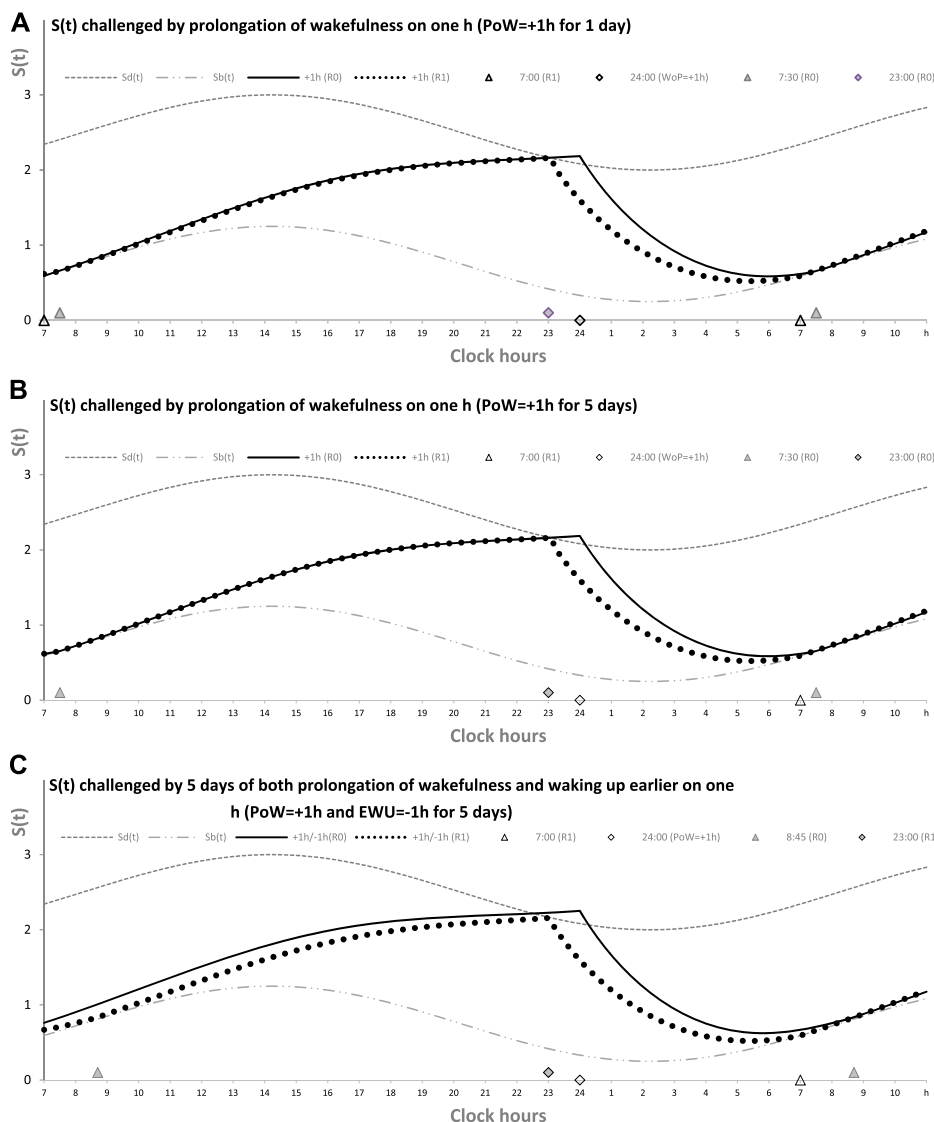 A
S(t) challenged by prolongation of wakefulness on one h (PoW=+1h for 1 day)
S(t)
Sd(t) Sb(t) +1h (R0) +1h (R1) 7:00 (R1) 24:00 (WoP=+1h) 7:30 (R0) 23:00 (R0)
3
2
1
0
7 8 9 10 11 12 13 14 15 16 17 18 19 20 21 22 23 24 1 2 3 4 5 6 7 8 9 10 h
Clock hours
B
S(t) challenged by prolongation of wakefulness on one h (PoW=+1h for 5 days)
S(t)
Sd(t) Sb(t) +1h (R0) +1h (R1) 7:00 (R1) 24:00 (WoP=+1h) 7:30 (R0) 23:00 (R0)
3
2
1
0
7 8 9 10 11 12 13 14 15 16 17 18 19 20 21 22 23 24 1 2 3 4 5 6 7 8 9 10 h
Clock hours
C
S(t) challenged by 5 days of both prolongation of wakefulness and waking up earlier on one
h (PoW=+1h and EWU=-1h for 5 days)
S(t)
Sd(t) Sb(t) +1h/-1h(R0) +1h/-1h (R1) 7:00 (R1) 24:00 (PoW=+1h) 8:45 (R0) 23:00 (R1
3
2
1
0
7 8 9 10 11 12 13 14 15 16 17 18 19 20 21 22 23 24 1 2 3 4 5 6 7 8 9 10 h
Clock hours